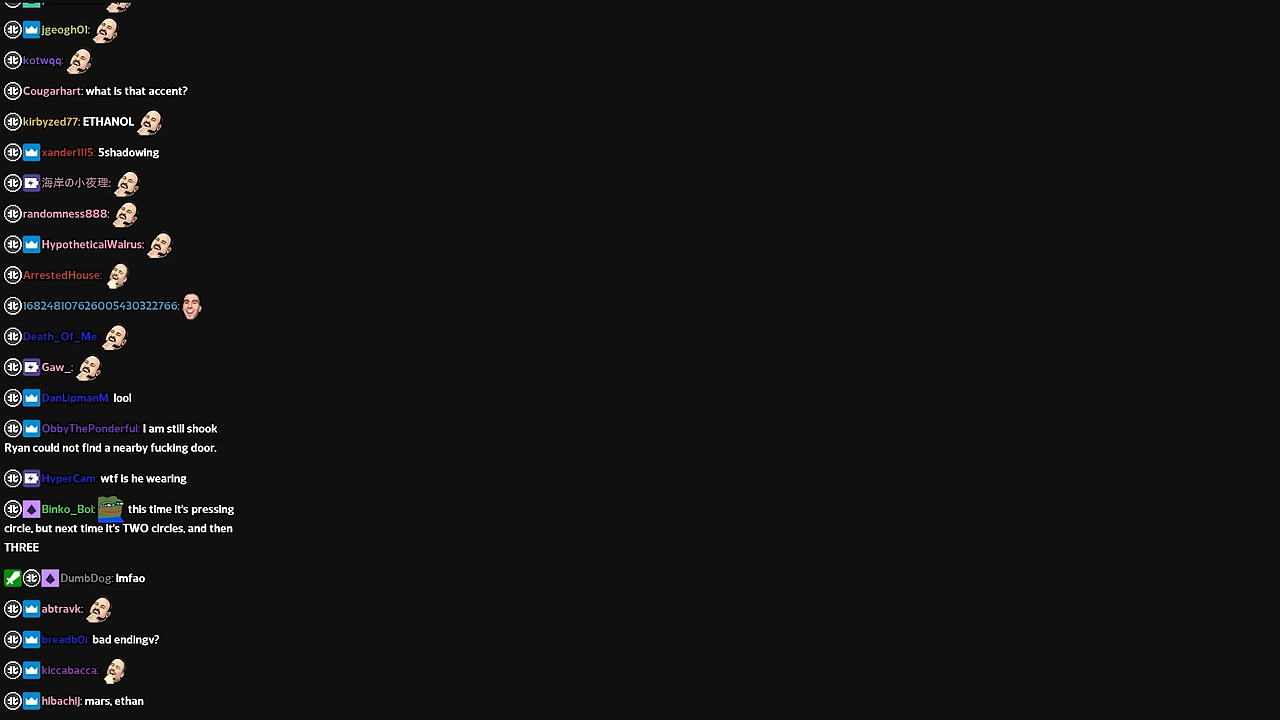 jgeogh01:
kotwqq:
Cougarhart: what is that accent?
kirbyzed77: ETHANOL
xander1115: 5shadowing
海岸の小夜理:
randomness888:
HypotheticalWalrus:
ArrestedHouse:
168248107626005430322766:
Death_Of_Me:
Gaw_:
DanLipmanM: lool
ObbyThePonderful: I am still shook
Ryan could not find a nearby fucking door.
HyperCam: wtf is he wearing
Binko_Boi: this time it's pressing
circle, but next time it's TWO circles, and then
THREE
DumbDog: lmfao
abtravk:
breadb0i: bad endingv?
kiccabacca:
hibachij: mars, ethan